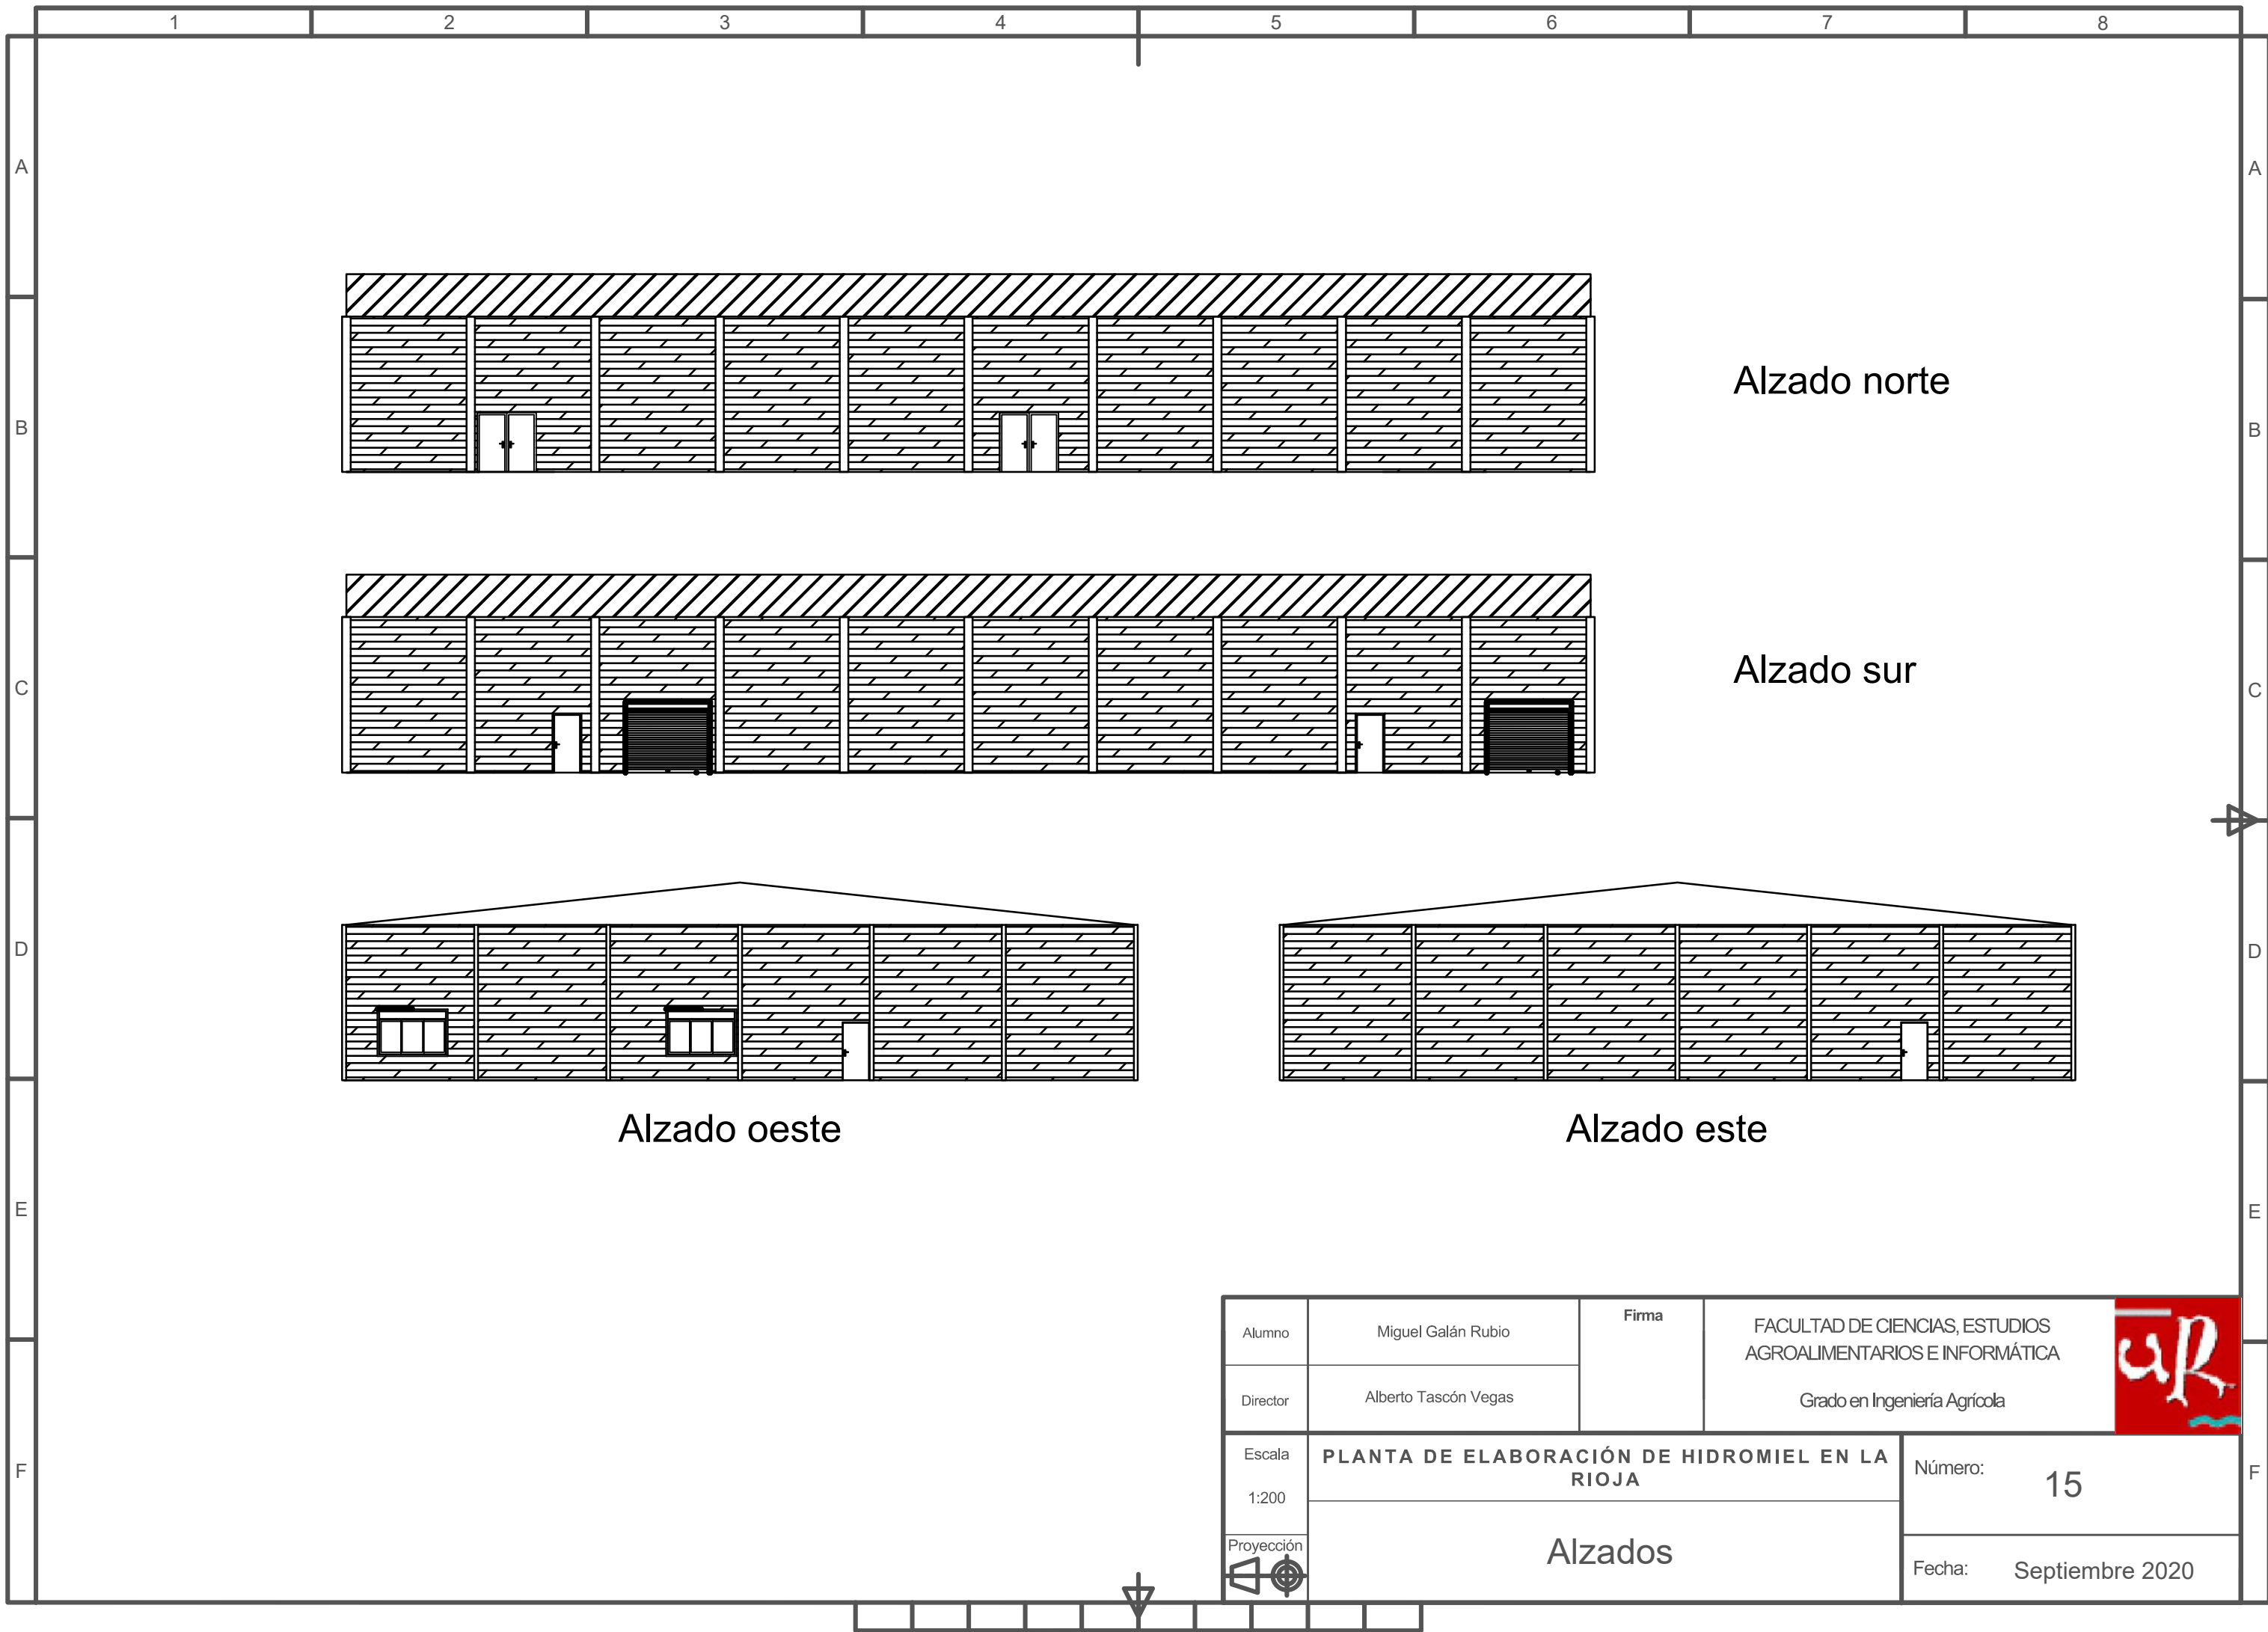 1 2 3 4 5 6 7 8
A A
B B
C C
D D
E E
F F
Alzado norte
Alzado sur
Alzado oeste Alzado este
Alumno
Miguel Galán Rubio
Firma
FACULTAD DE CIENCIAS, ESTUDIOS
AGROALIMENTARIOS E INFORMÁTICA
Grado en Ingeniería Agrícola
uR
Director
Alberto Tascón Vegas
Escala
1:200
PLANTA DE ELABORACIÓN DE HIDROMIEL EN LA
RIOJA
Número: 15
Proyección
Alzados
Fecha: Septiembre 2020